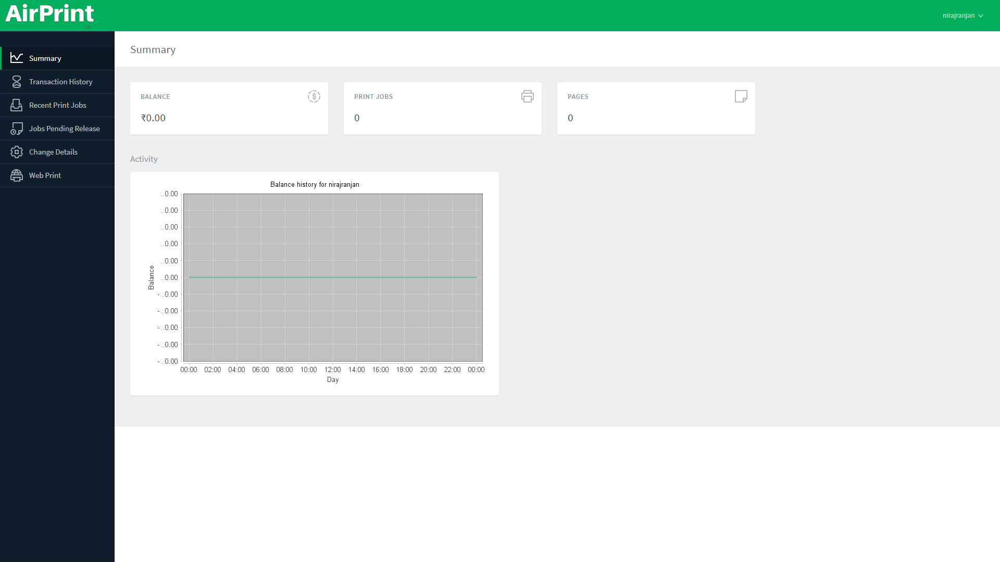 AirPrint
nirajranjan
Summary
Transaction History
Recent Print Jobs
Jobs Pending Release
Change Details
Web Print
Summary
BALANCE
₹0.00
PRINT JOBS
0
PAGES
0
Activity
Balance history for nirajranjan
0.00
0.00
0.00
0.00
0.00
0.00
-0.00
-0.00
-0.00
-0.00
-0.00
Balance
00:00 02:00 04:00 06:00 08:00 10:00 12:00 14:00 16:00 18:00 20:00 22:00 00:00
Day